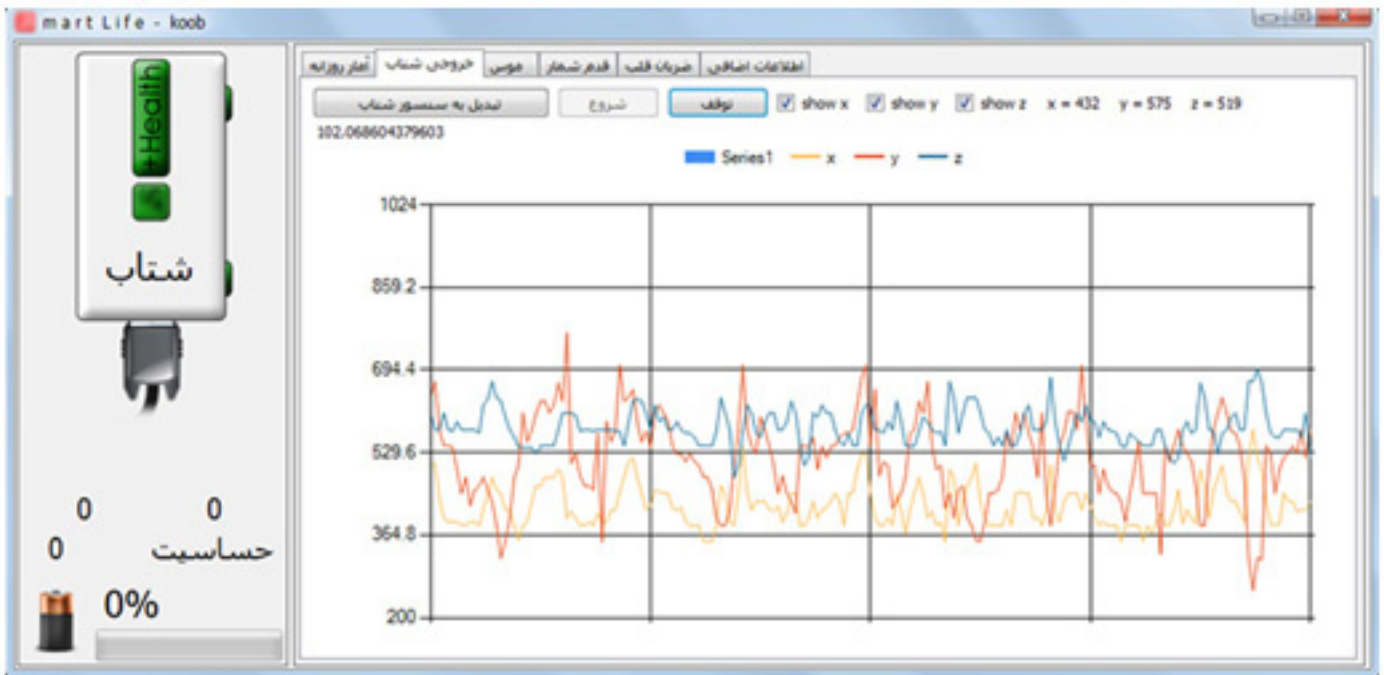 mart Life - koob
آمار روزانه خروجی شتاب موس قدم شمار ضربان قلب اطلاعات اضافی
تبدیل به سنسور شتاب شروع توقف show x show y show z x = 432 y = 575 z = 519
102.068604379603
Series1 x y z
1024
859.2
694.4
529.6
364.8
200
+Health
شتاب
0 0
0 حساسیت
0%